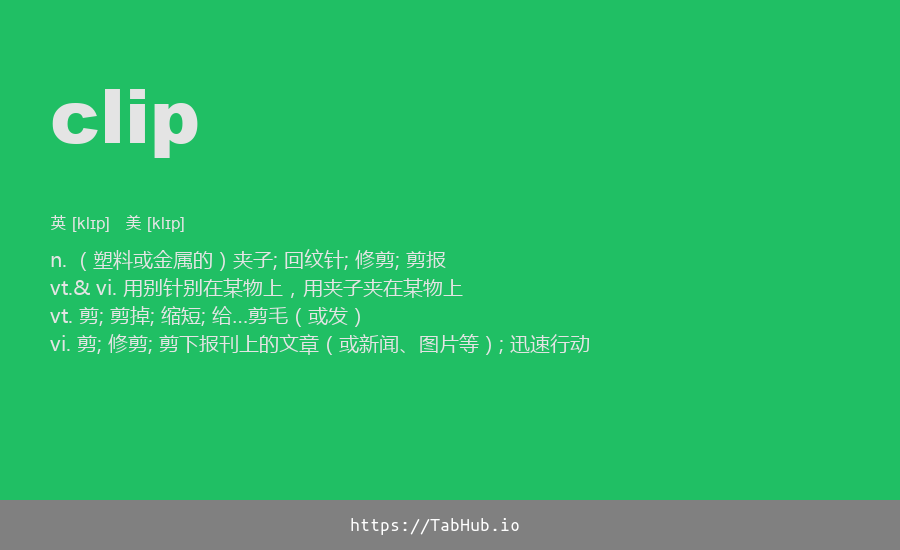 clip
英 [klɪp] 美 [klɪp]
n. （塑料或金属的）夹子; 回纹针; 修剪; 剪报
vt.& vi. 用别针别在某物上，用夹子夹在某物上
vt. 剪; 剪掉; 缩短; 给…剪毛（或发）
vi. 剪; 修剪; 剪下报刊上的文章（或新闻、图片等）; 迅速行动
https://TabHub.io